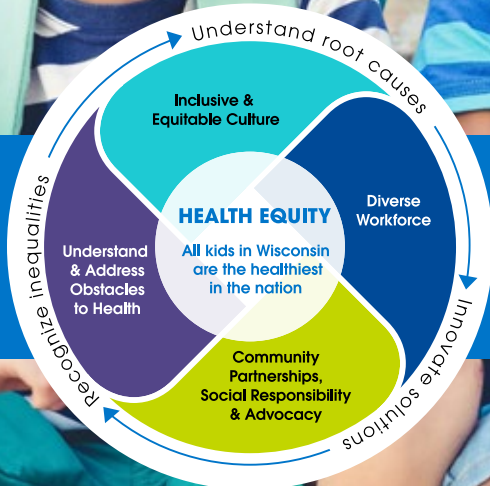 Understand root causes
Inclusive &
Equitable Culture
Diverse
Workforce
HEALTH EQUITY
All kids in Wisconsin
are the healthiest
in the nation
Understand
& Address
Obstacles
to Health
Community
Partnerships,
Social Responsibility
& Advocacy
Innovate solutions
Recognize inequalities